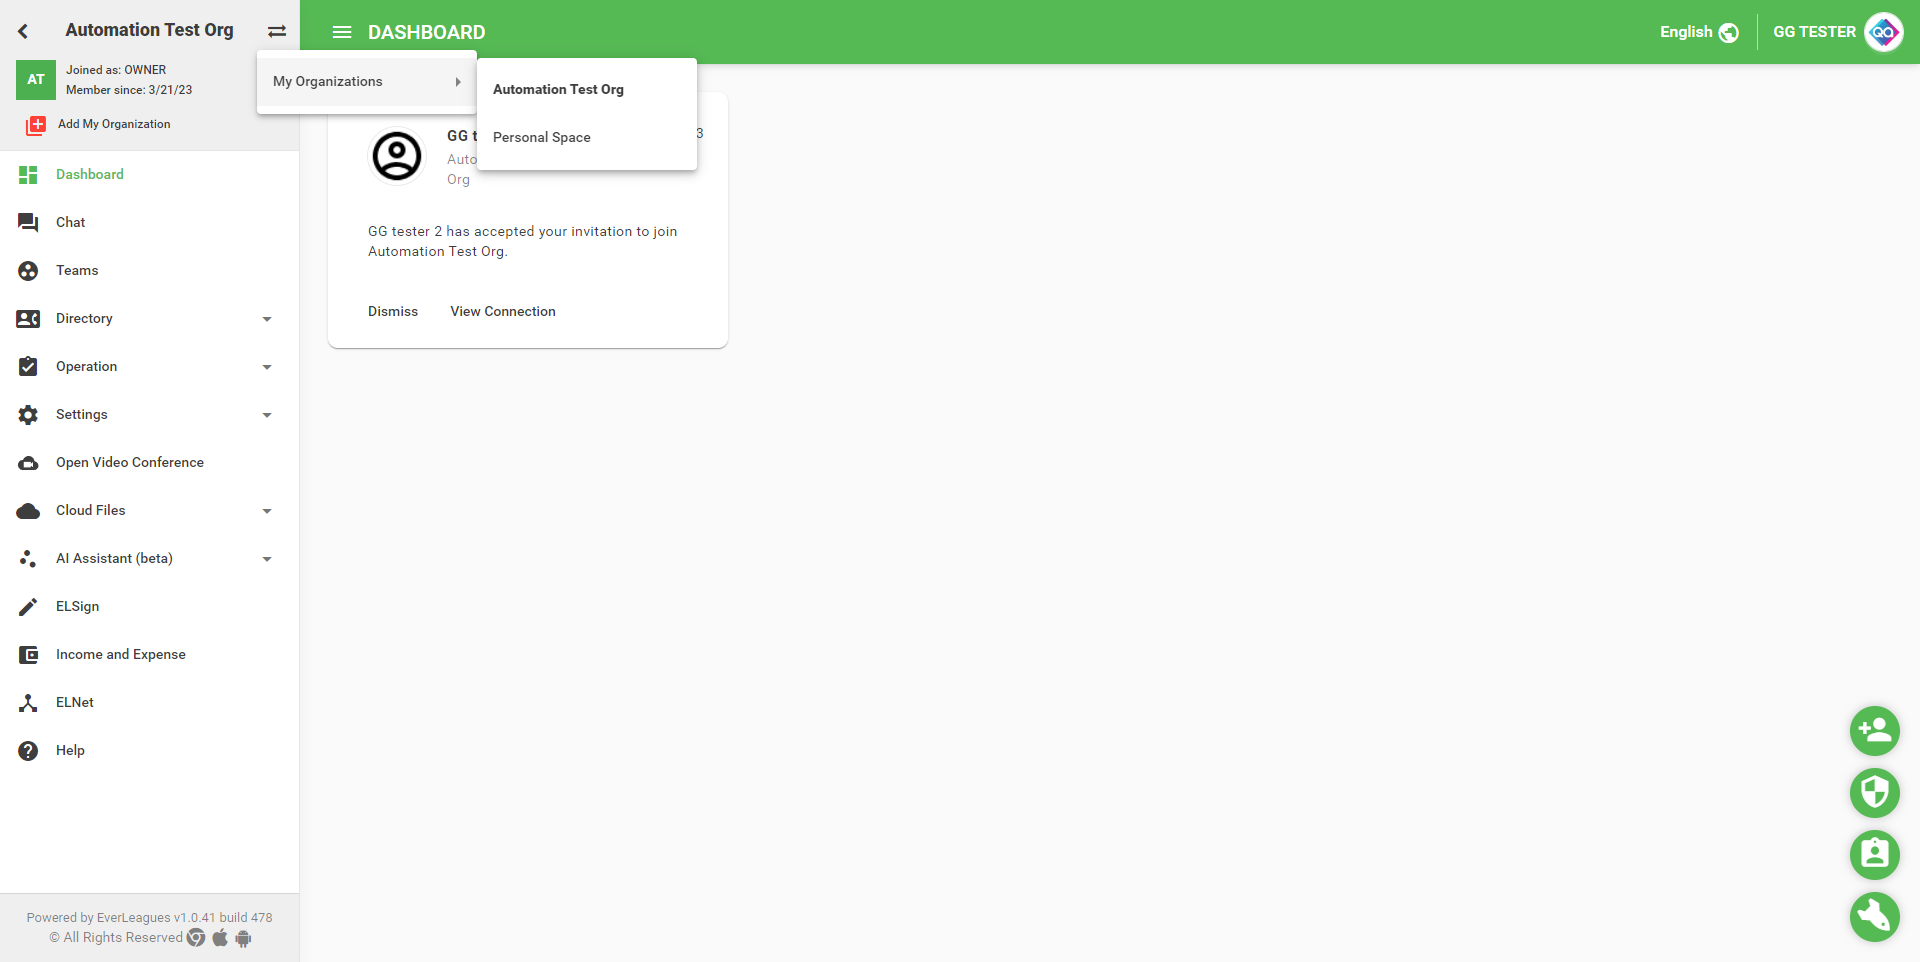 Automation Test Org
AT
Joined as: OWNER
Member since: 3/21/23
Add My Organization
DASHBOARD
English
GG TESTER
QA
My Organizations
Automation Test Org
Personal Space
Dashboard
Chat
Teams
Directory
Operation
Settings
Open Video Conference
Cloud Files
AI Assistant (beta)
ELSign
Income and Expense
ELNet
Help
GG t
3
Auto
Org
GG tester 2 has accepted your invitation to join
Automation Test Org.
Dismiss
View Connection
Powered by EverLeagues v1.0.41 build 478
© All Rights Reserved